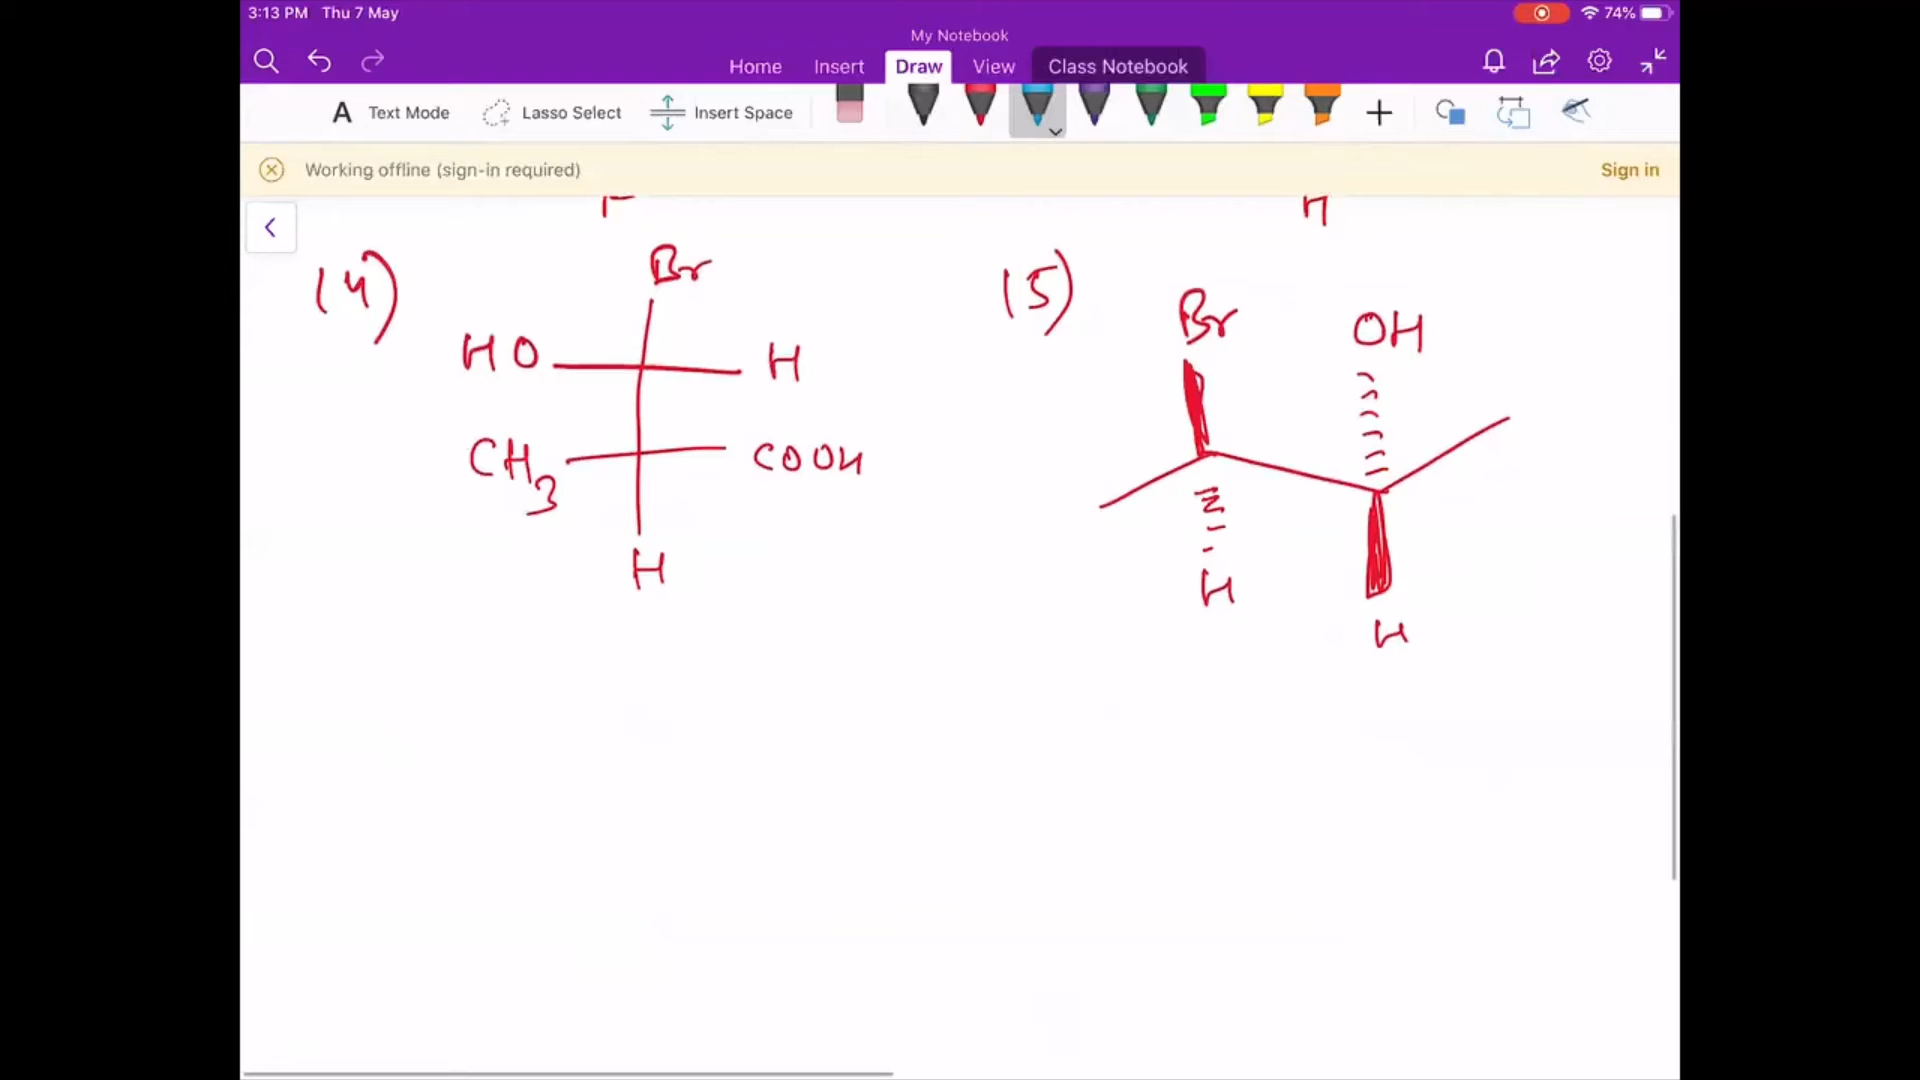 3:13 PM Thu 7 May
74%
My Notebook
Home Insert Draw View Class Notebook
A Text Mode Lasso Select Insert Space
Working offline (sign-in required)
Sign in
H
(4)
Br
HO H
CH3 COOH
H
(5)
Br OH
H
H